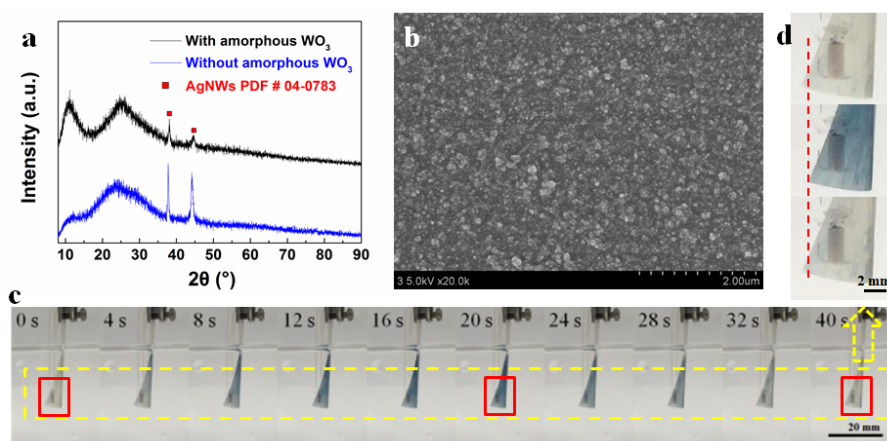 a
With amorphous WO₃
Without amorphous WO₃
AgNWs PDF # 04-0783
Intensity (a.u.)
10 20 30 40 50 60 70 80 90
2θ (°)
b
3 5.0kV x20.0k 2.00um
d
2 mm
c
0 s 4 s 8 s 12 s 16 s 20 s 24 s 28 s 32 s 40 s
20 mm